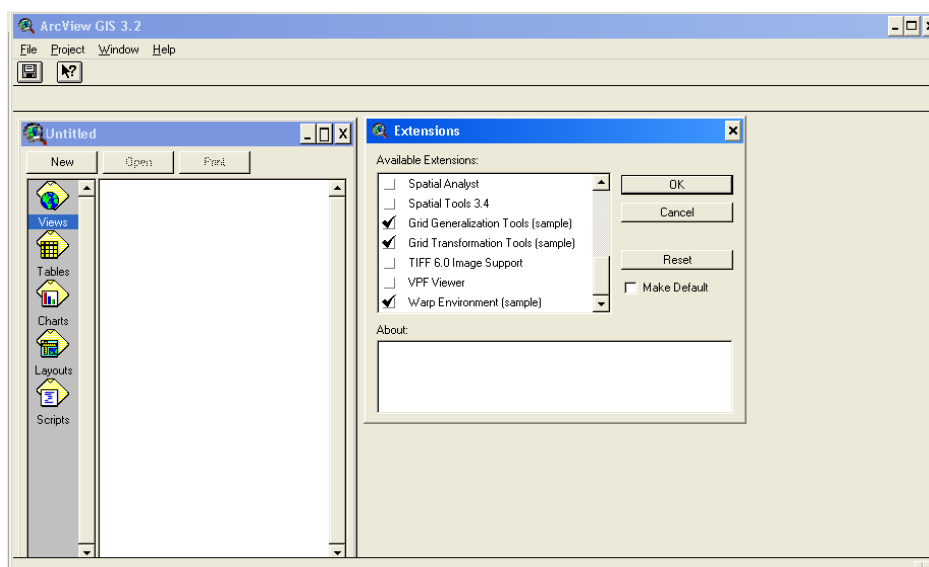 ArcView GIS 3.2
File Project Window Help
Untitled
New Open Print
Views
Tables
Charts
Layouts
Scripts
Extensions
Available Extensions:
Spatial Analyst
Spatial Tools 3.4
Grid Generalization Tools (sample)
Grid Transformation Tools (sample)
TIFF 6.0 Image Support
VPF Viewer
Warp Environment (sample)
OK
Cancel
Reset
Make Default
About: